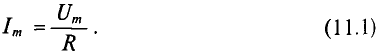 I_m = U_m / R . (11.1)